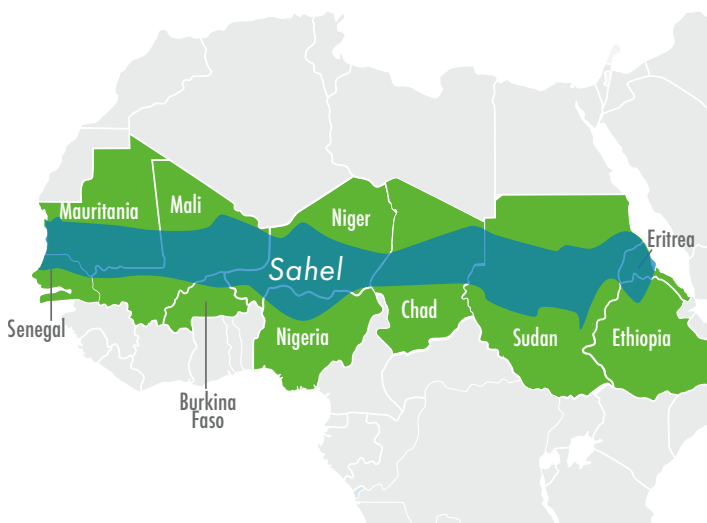 Mauritania
Mali
Niger
Eritrea
Sahel
Chad
Senegal
Nigeria
Sudan
Ethiopia
Burkina
Faso